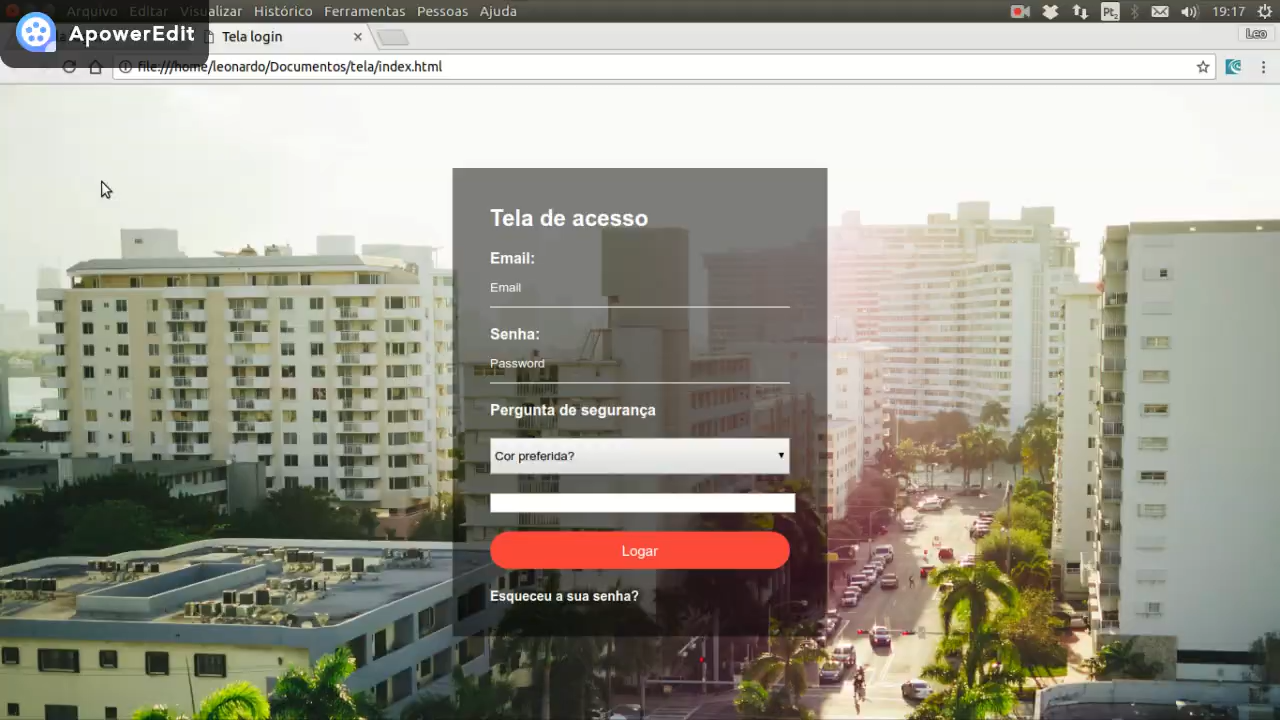 Arquivo Editar Visualizar Histórico Ferramentas Pessoas Ajuda
Pt₂
19:17
ApowerEdit
Tela login
Leo
file:///home/leonardo/Documentos/tela/index.html
Tela de acesso
Email:
Email
Senha:
Password
Pergunta de segurança
Cor preferida?
Logar
Esqueceu a sua senha?